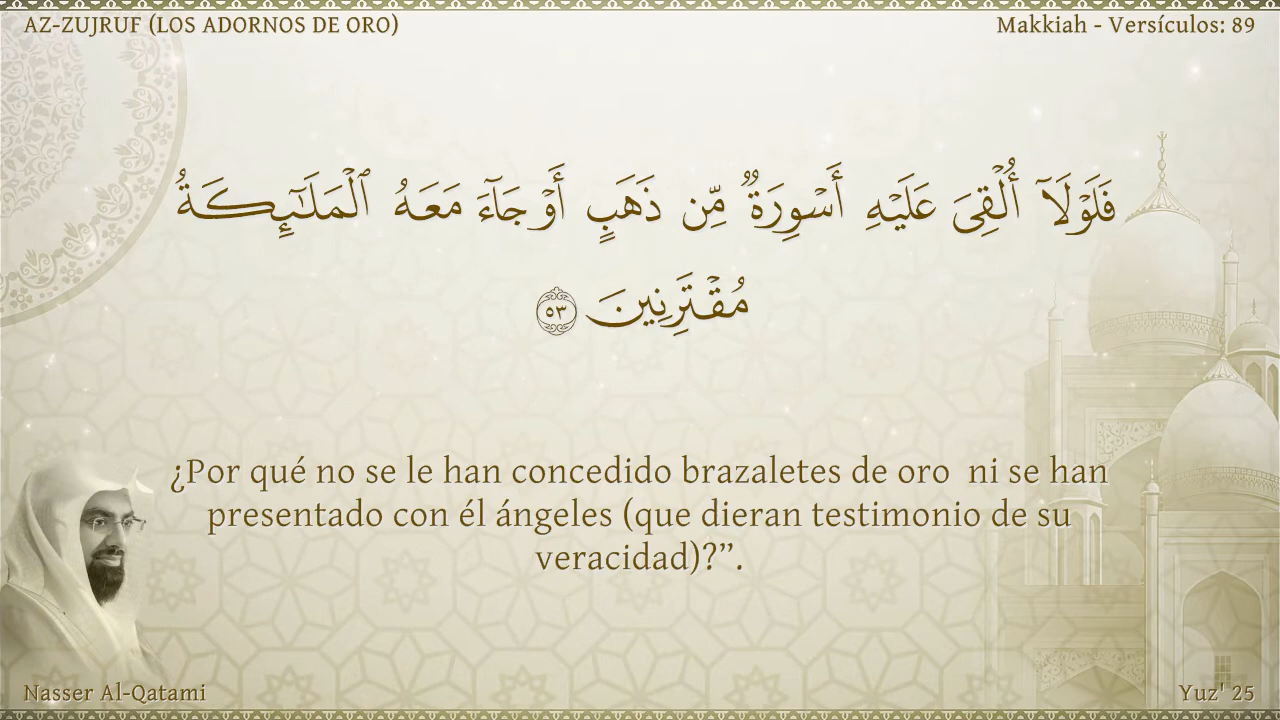 AZ-ZUJRUF (LOS ADORNOS DE ORO)
Makkiah - Versículos: 89
فَلَوْلَآ أُلْقِىَ عَلَيْهِ أَسْوِرَةٌ مِّن ذَهَبٍ أَوْ جَآءَ مَعَهُ ٱلْمَلَـٰٓئِكَةُ
مُقْتَرِنِينَ ٥٣
¿Por qué no se le han concedido brazaletes de oro  ni se han
presentado con él ángeles (que dieran testimonio de su
veracidad)?”.
Nasser Al-Qatami
Yuz' 25